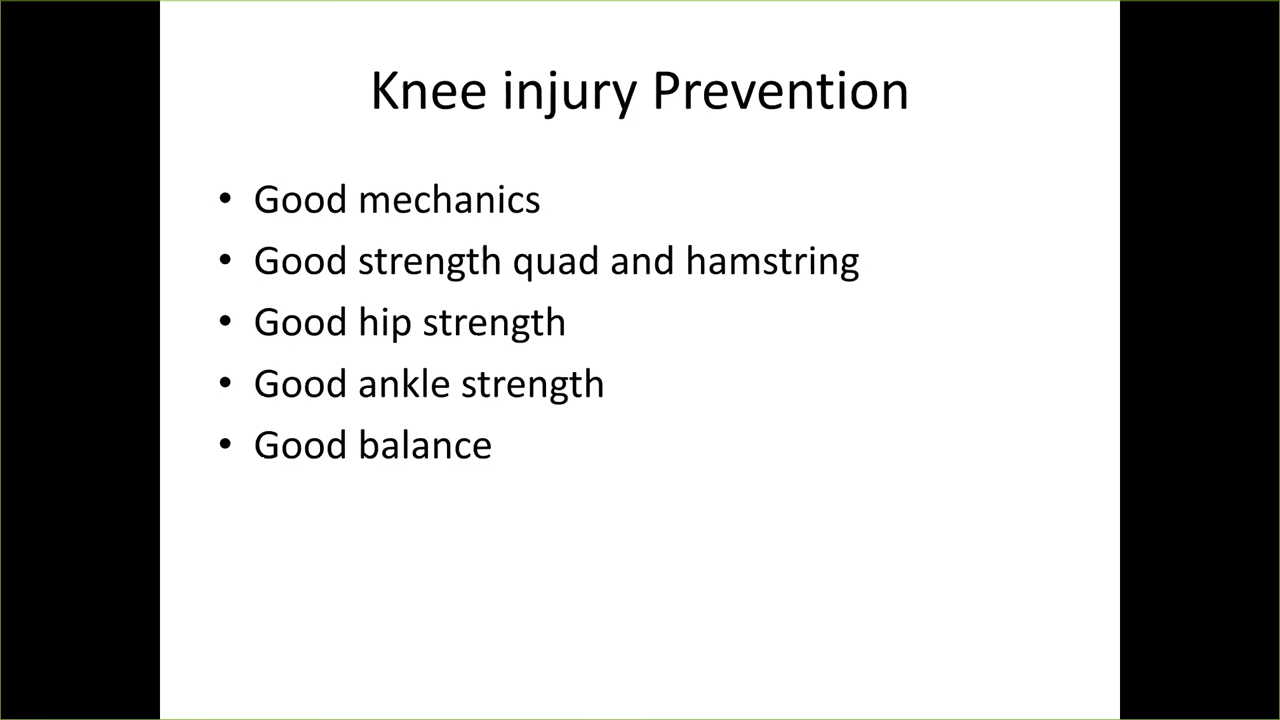 Knee injury Prevention
• Good mechanics
• Good strength quad and hamstring
• Good hip strength
• Good ankle strength
• Good balance